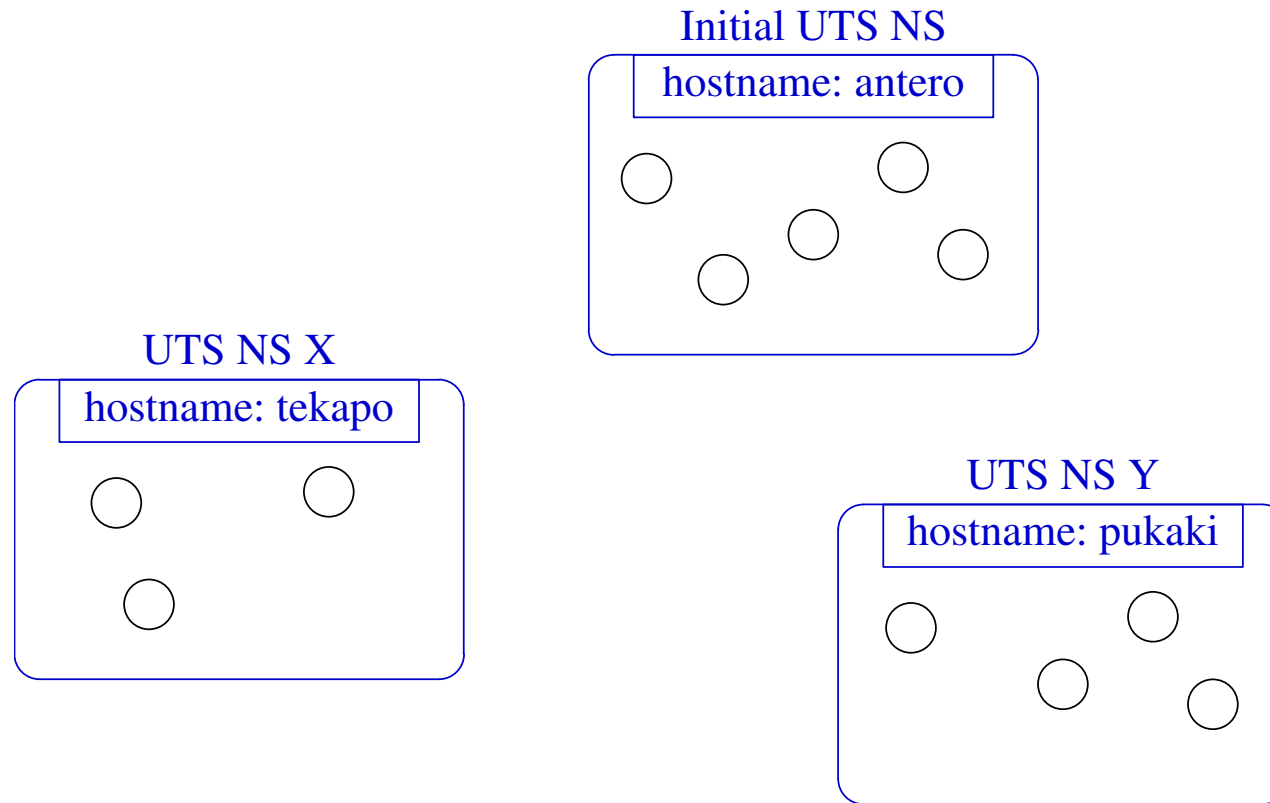 Initial UTS NS
hostname: antero
UTS NS X
hostname: tekapo
UTS NS Y
hostname: pukaki